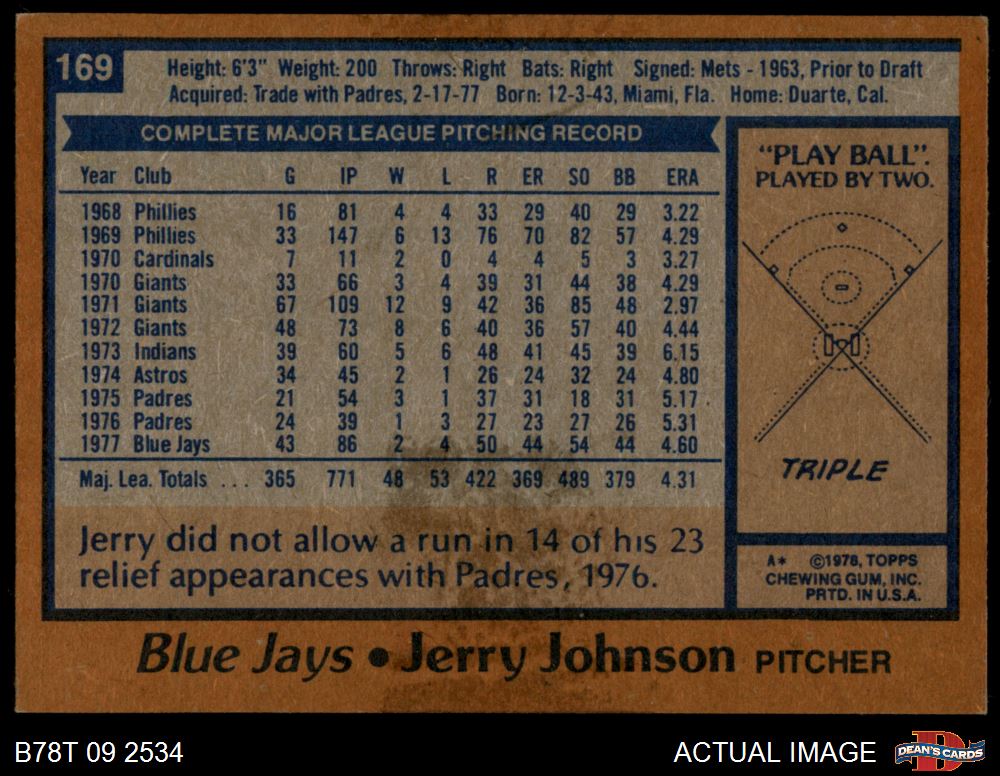 169
Height: 6'3" Weight: 200 Throws: Right Bats: Right Signed: Mets - 1963, Prior to Draft
Acquired: Trade with Padres, 2-17-77 Born: 12-3-43, Miami, Fla. Home: Duarte, Cal.
COMPLETE MAJOR LEAGUE PITCHING RECORD
Year Club G IP W L R ER SO BB ERA
1968 Phillies 16 81 4 4 33 29 40 29 3.22
1969 Phillies 33 147 6 13 76 70 82 57 4.29
1970 Cardinals 7 11 2 0 4 4 5 3 3.27
1970 Giants 33 66 3 4 39 31 44 38 4.29
1971 Giants 67 109 12 9 42 36 85 48 2.97
1972 Giants 48 73 8 6 40 36 57 40 4.44
1973 Indians 39 60 5 6 48 41 45 39 6.15
1974 Astros 34 45 2 1 26 24 32 24 4.80
1975 Padres 21 54 3 1 37 31 18 31 5.17
1976 Padres 24 39 1 3 27 23 27 26 5.31
1977 Blue Jays 43 86 2 4 50 44 54 44 4.60
Maj. Lea. Totals ... 365 771 48 53 422 369 489 379 4.31
Jerry did not allow a run in 14 of his 23
relief appearances with Padres, 1976.
"PLAY BALL".
PLAYED BY TWO.
TRIPLE
A* ©1978, TOPPS
CHEWING GUM, INC.
PRTD. IN U.S.A.
Blue Jays • Jerry Johnson PITCHER
B78T 09 2534
ACTUAL IMAGE
D
DEAN'S CARDS